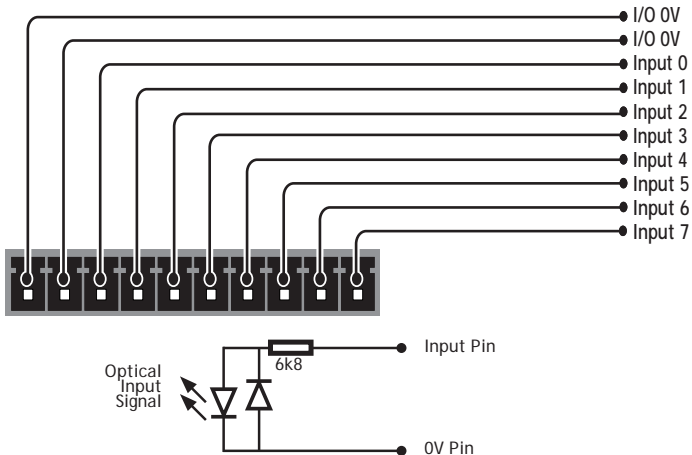 I/O 0V
I/O 0V
Input 0
Input 1
Input 2
Input 3
Input 4
Input 5
Input 6
Input 7
Input Pin
6k8
Optical
Input
Signal
0V Pin